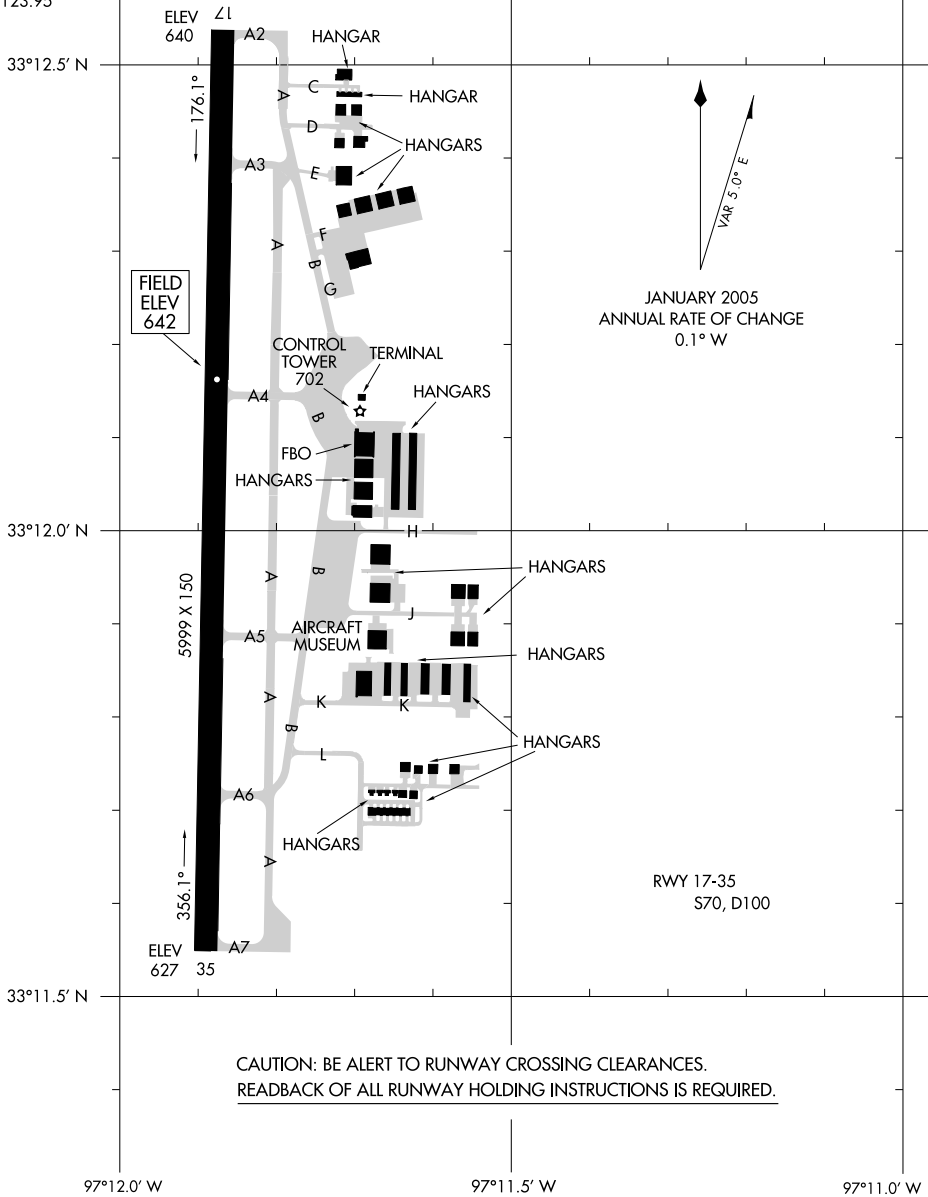 123.95
ELEV
640
17
A2
HANGAR
33°12.5' N
C
A
HANGAR
176.1°
D
HANGARS
A3
E
VAR 5.0° E
F
A
B
G
FIELD
ELEV
642
JANUARY 2005
ANNUAL RATE OF CHANGE
0.1° W
CONTROL
TOWER
702
TERMINAL
A4
HANGARS
B
FBO
HANGARS
33°12.0' N
H
A
B
HANGARS
5999 X 150
J
AIRCRAFT
MUSEUM
A5
HANGARS
A
K
K
B
HANGARS
L
A6
HANGARS
A
356.1°
RWY 17-35
S70, D100
A7
ELEV
627
35
33°11.5' N
CAUTION: BE ALERT TO RUNWAY CROSSING CLEARANCES.
READBACK OF ALL RUNWAY HOLDING INSTRUCTIONS IS REQUIRED.
97°12.0' W
97°11.5' W
97°11.0' W